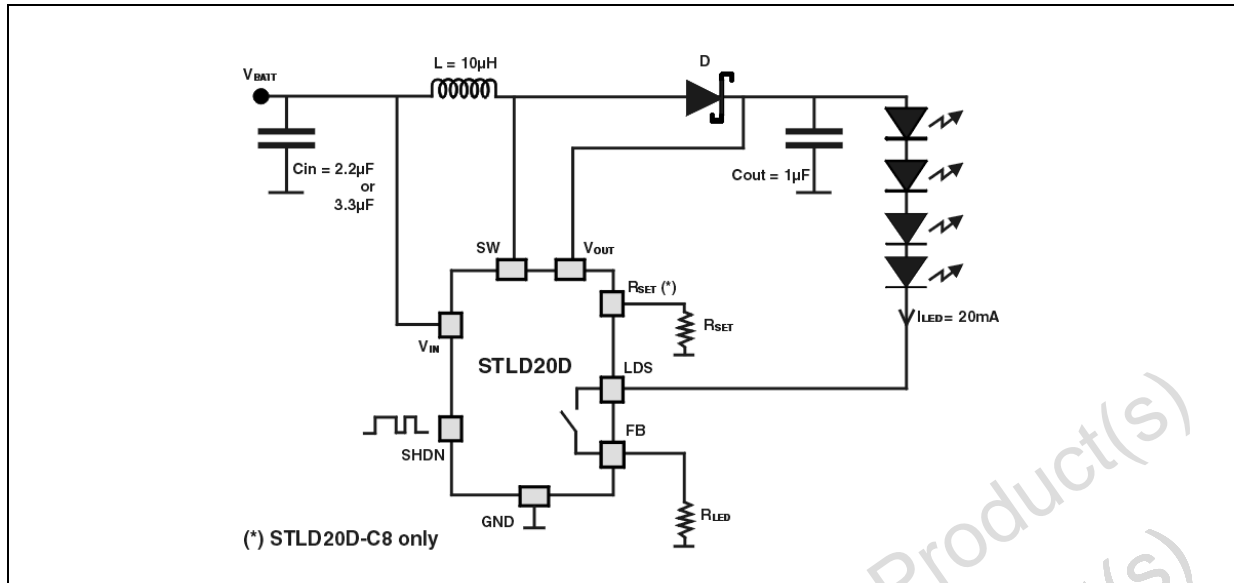 L = 10µH
D
VBATT
Cin = 2.2µF
or
3.3µF
Cout = 1µF
SW
VOUT
RSET (*)
RSET
ILED = 20mA
VIN
STLD20D
LDS
FB
SHDN
GND
RLED
(*) STLD20D-C8 only
Product(s)
(s)